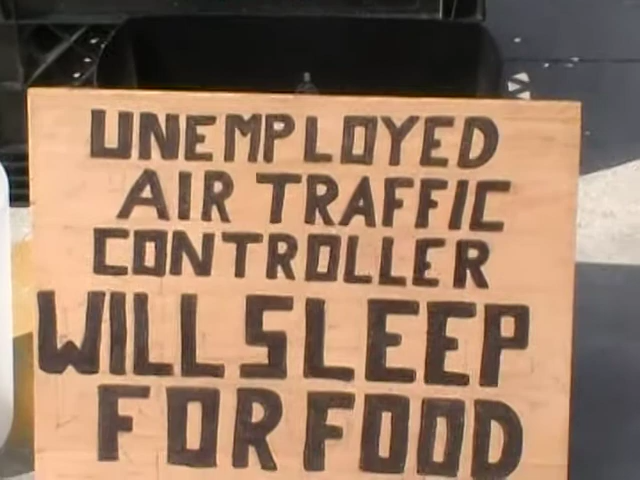 UNEMPLOYED
AIR TRAFFIC
CONTROLLER
WILL SLEEP
FOR FOOD